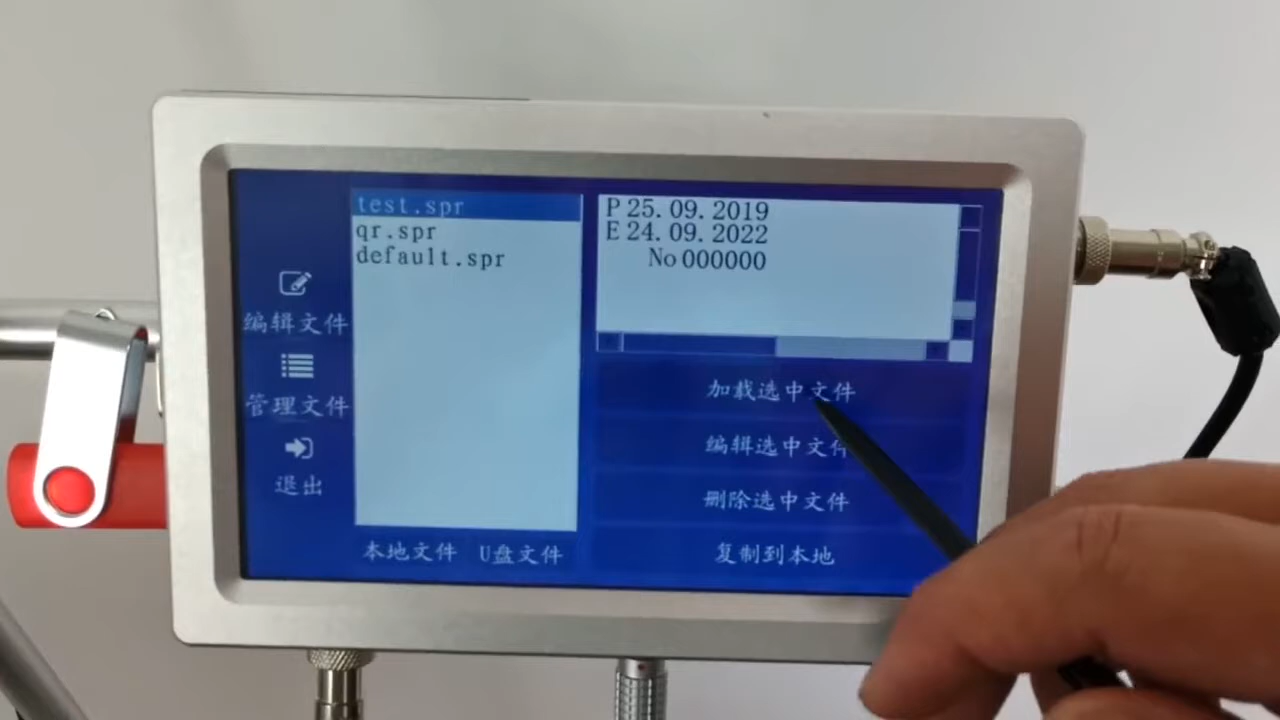 编辑文件
管理文件
退出
test.spr
qr.spr
default.spr
本地文件 U盘文件
P 25.09.2019
E 24.09.2022
No 000000
加载选中文件
编辑选中文件
删除选中文件
复制到本地